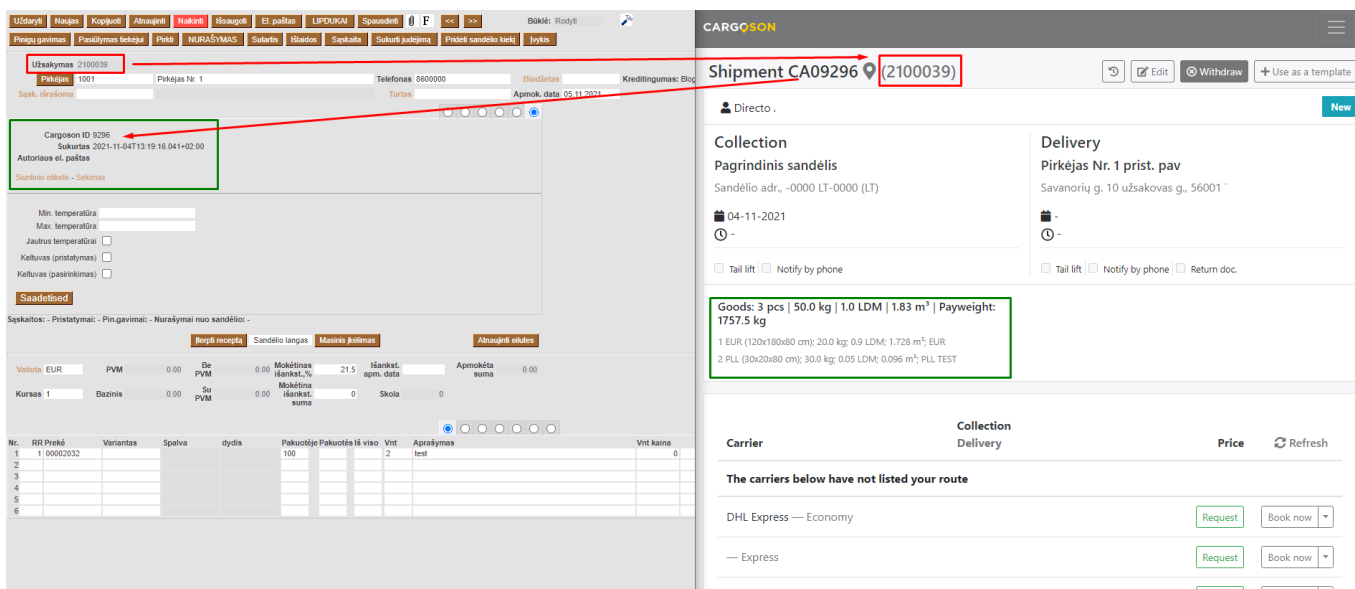 Uždaryti Naujas Kopijuoti Atnaujinti Naikinti Išsaugoti El. paštas LIPDUKAI Spausdinti F << >> Būklė: Rodyti
Pinigų gavimas Pasiūlymas tiekėjui Pirkti NURAŠYMAS Sutartis Išlaidos Sąskaita Sukurti judėjimą Pridėti sandėlio kiekį Įvykis
Užsakymas 2100039
Pirkėjas 1001 Pirkėjas Nr. 1 Telefonas 8600000 Biudžetas Kreditingumas: Blog
Sąsk. išrašoma Turtas Apmok. data 05.11.2021
Cargoson ID 9296
Sukurtas 2021-11-04T13:19:16.041+02:00
Autoriaus el. paštas
Siuntinio etiketė - Sekimas
Min. temperatūra
Max. temperatūra
Jautrus temperatūrai
Keltuvas (pristatymas)
Keltuvas (pasirinkimas)
Saadetised
Sąskaitos: - Pristatymai: - Pin.gavimai: - Nurašymai nuo sandėlio: -
Įterpti receptą Sandėlio langas Masinis įkėlimas Atnaujinti eilutes
Valiuta EUR PVM 0.00 Be PVM 0.00 Mokėtinas išankst.,% 21,5 Išankst. apm. data Apmokėta suma 0.00
Kursas 1 Bazinis 0.00 Su PVM 0.00 Mokėtina išankst. suma 0 Skola 0
Nr. RR Prekė Variantas Spalva dydis Pakuotėje Pakuotės Iš viso Vnt Aprašymas Vnt kaina
1 1 00002032 100 2 test 0
2
3
4
5
6
CARGOSON
Shipment CA09296 (2100039) Edit Withdraw + Use as a template
Directo . New
Collection Delivery
Pagrindinis sandėlis Pirkėjas Nr. 1 prist. pav
Sandėlio adr., -0000 LT-0000 (LT) Savanorių g. 10 užsakovas g., 56001
04-11-2021 -
- -
Tail lift Notify by phone Tail lift Notify by phone Return doc.
Goods: 3 pcs | 50.0 kg | 1.0 LDM | 1.83 m³ | Payweight:
1757.5 kg
1 EUR (120x180x80 cm); 20.0 kg; 0.9 LDM; 1.728 m³; EUR
2 PLL (30x20x80 cm); 30.0 kg; 0.05 LDM; 0.096 m³; PLL TEST
Carrier Collection Delivery Price Refresh
The carriers below have not listed your route
DHL Express — Economy Request Book now
— Express Request Book now